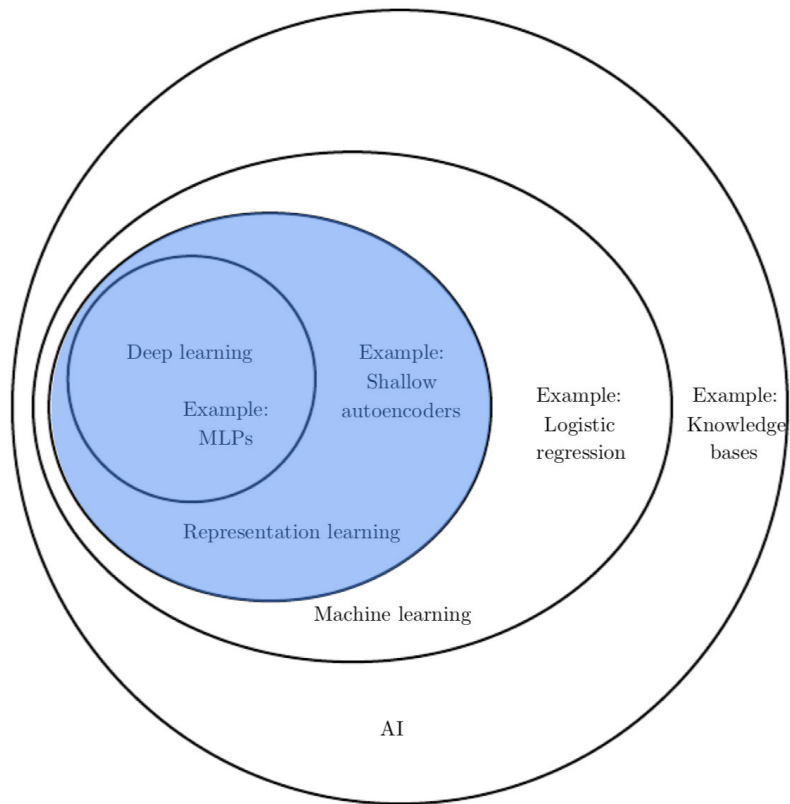 Deep learning
Example:
MLPs
Example:
Shallow
autoencoders
Example:
Logistic
regression
Example:
Knowledge
bases
Representation learning
Machine learning
AI